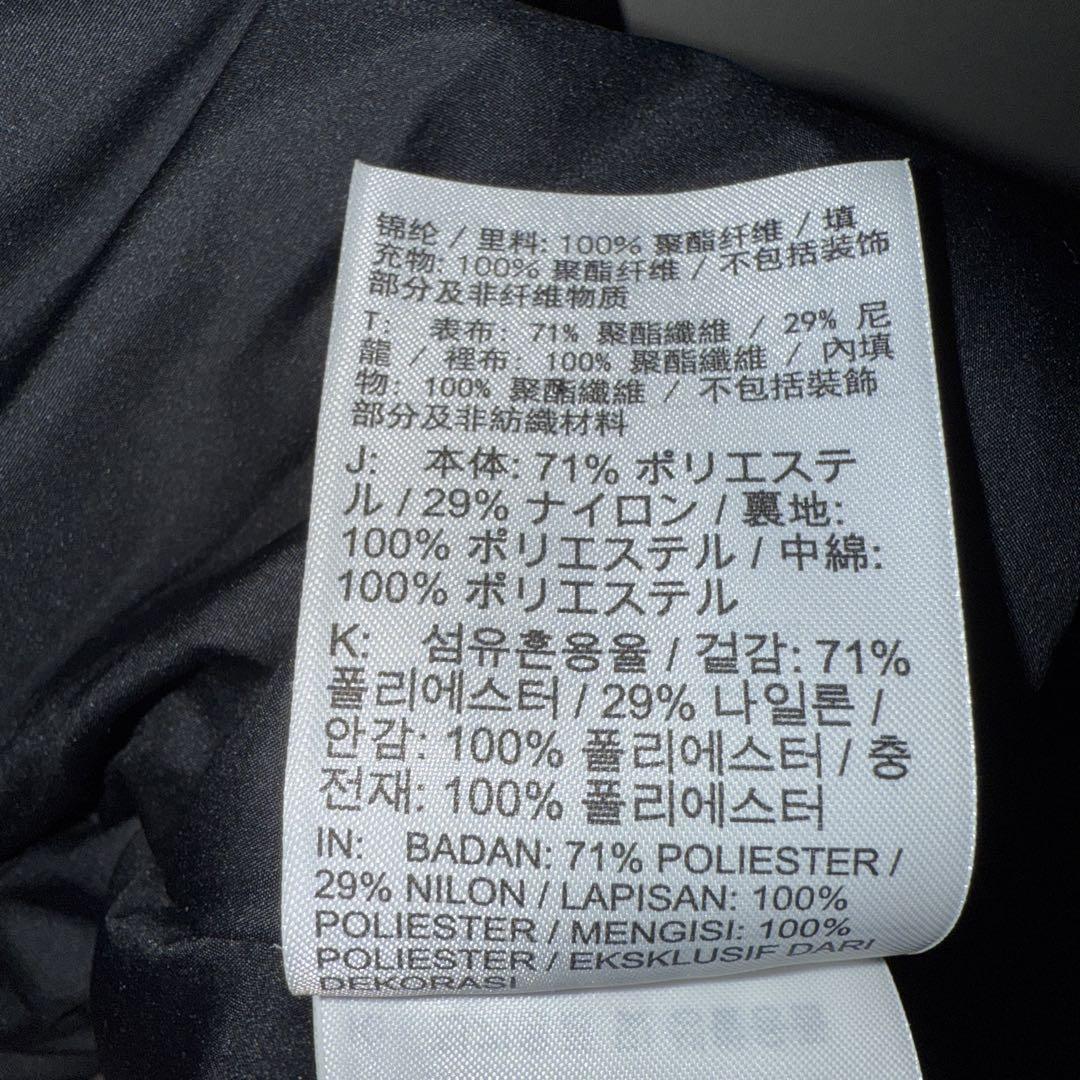 锦纶 / 里料: 100% 聚酯纤维 / 填
充物: 100% 聚酯纤维 / 不包括装饰
部分及非纤维物质
T: 表布: 71% 聚酯纖維 / 29% 尼
龍 / 裡布: 100% 聚酯纖維 / 內填
物: 100% 聚酯纖維 / 不包括裝飾
部分及非紡織材料
J: 本体: 71% ポリエステ
ル / 29% ナイロン / 裏地:
100% ポリエステル / 中綿:
100% ポリエステル
K: 섬유혼용율 / 겉감: 71%
폴리에스터 / 29% 나일론 /
안감: 100% 폴리에스터 / 충
전재: 100% 폴리에스터
IN: BADAN: 71% POLIESTER /
29% NILON / LAPISAN: 100%
POLIESTER / MENGISI: 100%
POLIESTER / EKSKLUSIF DARI
DEKORASI